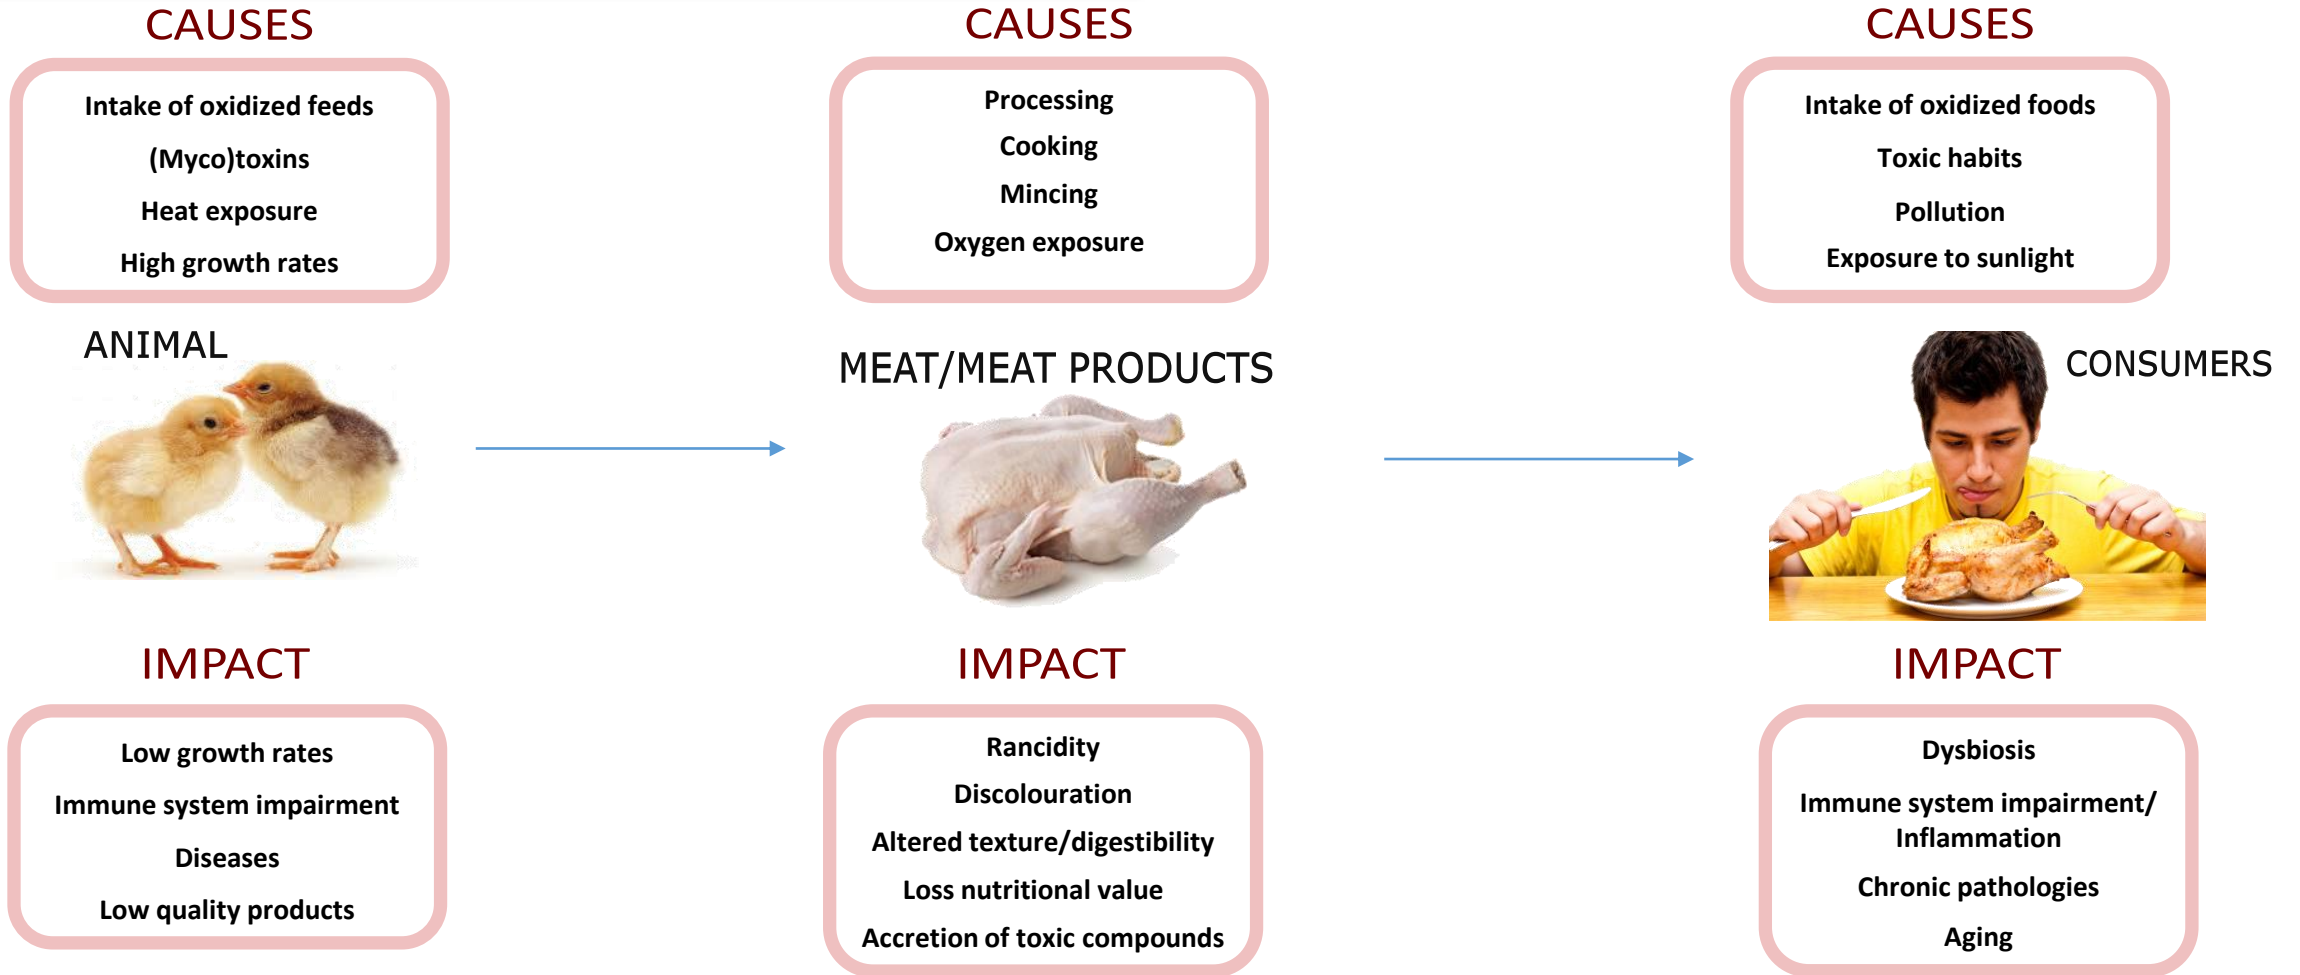 CAUSES
Intake of oxidized feeds
(Myco)toxins
Heat exposure
High growth rates
ANIMAL
IMPACT
Low growth rates
Immune system impairment
Diseases
Low quality products
CAUSES
Processing
Cooking
Mincing
Oxygen exposure
MEAT/MEAT PRODUCTS
IMPACT
Rancidity
Discolouration
Altered texture/digestibility
Loss nutritional value
Accretion of toxic compounds
CAUSES
Intake of oxidized foods
Toxic habits
Pollution
Exposure to sunlight
CONSUMERS
IMPACT
Dysbiosis
Immune system impairment/
Inflammation
Chronic pathologies
Aging